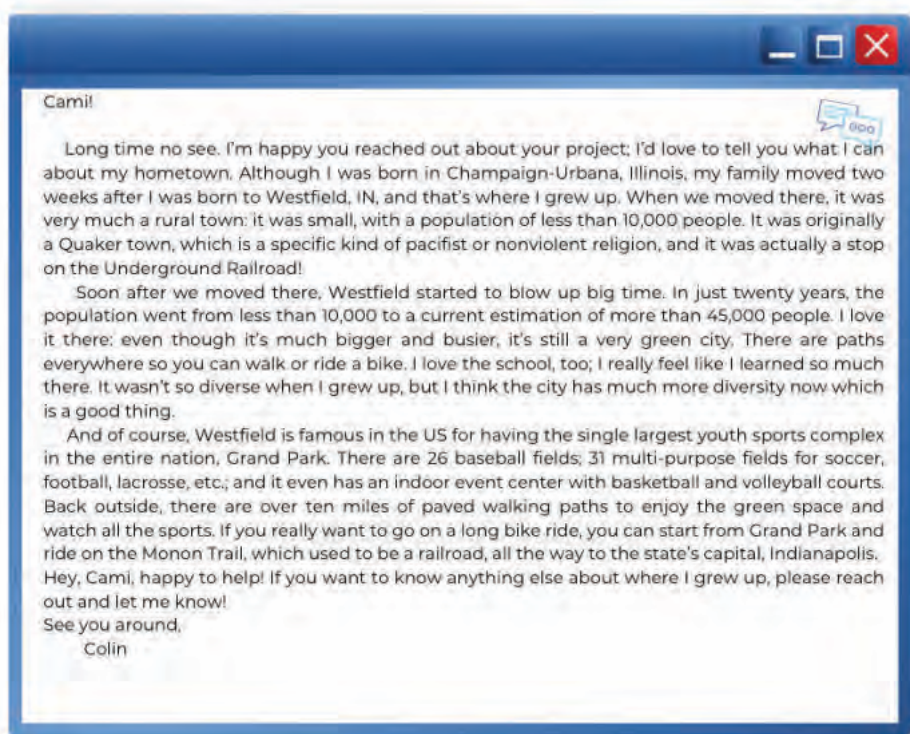 Cami!
Long time no see. I'm happy you reached out about your project; I'd love to tell you what I can
about my hometown. Although I was born in Champaign-Urbana, Illinois, my family moved two
weeks after I was born to Westfield, IN, and that's where I grew up. When we moved there, it was
very much a rural town: it was small, with a population of less than 10,000 people. It was originally
a Quaker town, which is a specific kind of pacifist or nonviolent religion, and it was actually a stop
on the Underground Railroad!
Soon after we moved there, Westfield started to blow up big time. In just twenty years, the
population went from less than 10,000 to a current estimation of more than 45,000 people. I love
it there: even though it's much bigger and busier, it's still a very green city. There are paths
everywhere so you can walk or ride a bike. I love the school, too; I really feel like I learned so much
there. It wasn't so diverse when I grew up, but I think the city has much more diversity now which
is a good thing.
And of course, Westfield is famous in the US for having the single largest youth sports complex
in the entire nation, Grand Park. There are 26 baseball fields; 31 multi-purpose fields for soccer,
football, lacrosse, etc.; and it even has an indoor event center with basketball and volleyball courts.
Back outside, there are over ten miles of paved walking paths to enjoy the green space and
watch all the sports. If you really want to go on a long bike ride, you can start from Grand Park and
ride on the Monon Trail, which used to be a railroad, all the way to the state's capital, Indianapolis.
Hey, Cami, happy to help! If you want to know anything else about where I grew up, please reach
out and let me know!
See you around,
Colin